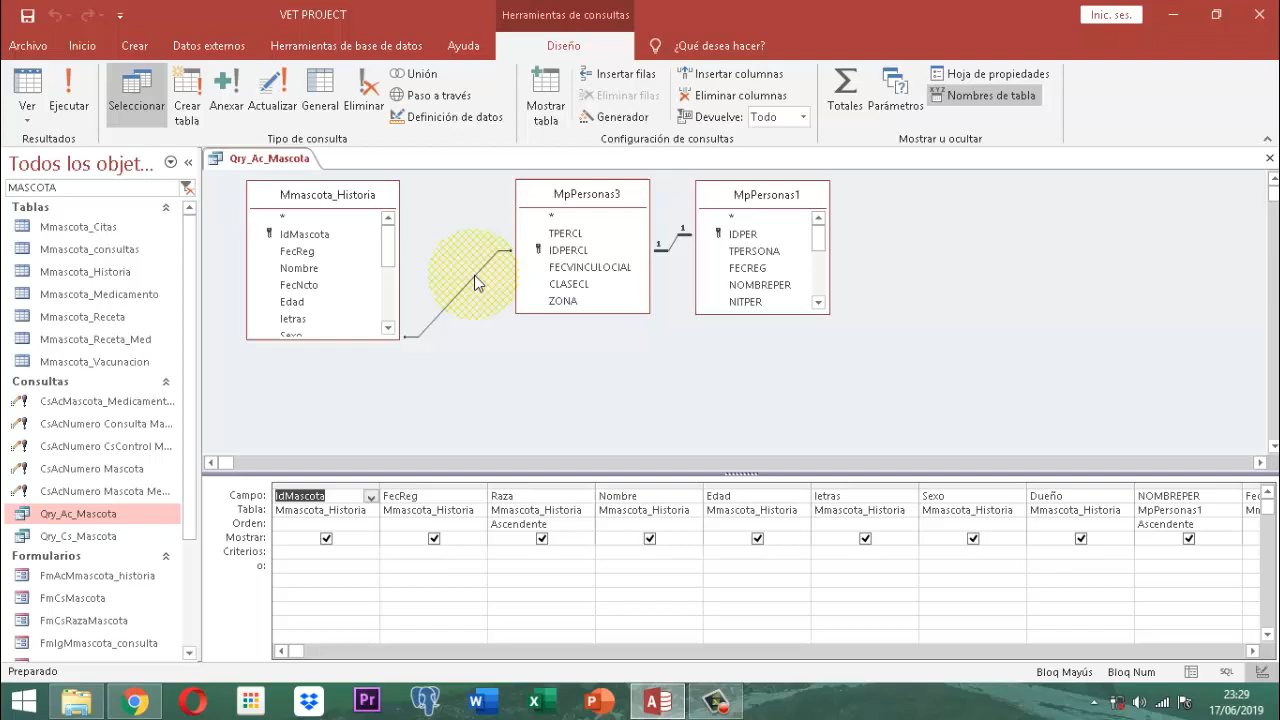 VET PROJECT
Herramientas de consultas
Inic. ses.
Archivo Inicio Crear Datos externos Herramientas de base de datos Ayuda Diseño ¿Qué desea hacer?
Ver
Ejecutar
Resultados
Seleccionar
Crear tabla
Anexar
Actualizar
General
Eliminar
Unión
Paso a través
Definición de datos
Tipo de consulta
Mostrar tabla
Insertar filas
Eliminar filas
Generador
Insertar columnas
Eliminar columnas
Devuelve: Todo
Configuración de consultas
Totales
Parámetros
Hoja de propiedades
XYZ Nombres de tabla
Mostrar u ocultar
Todos los objet...
MASCOTA
Tablas
Mmascota_Citas
Mmascota_consultas
Mmascota_Historia
Mmascota_Medicamento
Mmascota_Receta
Mmascota_Receta_Med
Mmascota_Vacunacion
Consultas
CsAcMascota_Medicament...
CsAcNumero Consulta Ma...
CsAcNumero CsControl M...
CsAcNumero Mascota
CsAcNumero Mascota Me...
Qry_Ac_Mascota
Qry_Cs_Mascota
Formularios
FmAcMmascota_historia
FmCsMascota
FmCsRazaMascota
FmIgMmascota_consulta
Qry_Ac_Mascota
Mmascota_Historia
*
IdMascota
FecReg
Nombre
FecNcto
Edad
letras
Sexo
MpPersonas3
*
TPERCL
IDPERCL
FECVINCULOCIAL
CLASECL
ZONA
1 1
MpPersonas1
*
IDPER
TPERSONA
FECREG
NOMBREPER
NITPER
Campo: IdMascota FecReg Raza Nombre Edad letras Sexo Dueño NOMBREPER
Tabla: Mmascota_Historia Mmascota_Historia Mmascota_Historia Mmascota_Historia Mmascota_Historia Mmascota_Historia Mmascota_Historia Mmascota_Historia MpPersonas1
Orden: Ascendente Ascendente
Mostrar:
Criterios:
o:
Preparado
Bloq Mayús Bloq Num SQL
Pr
23:29
17/06/2019